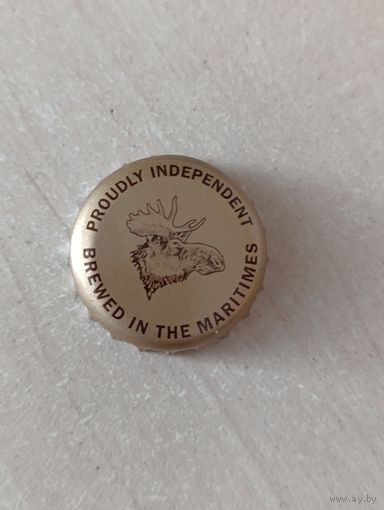 PROUDLY INDEPENDENT
BREWED IN THE MARITIMES
www.ay.by